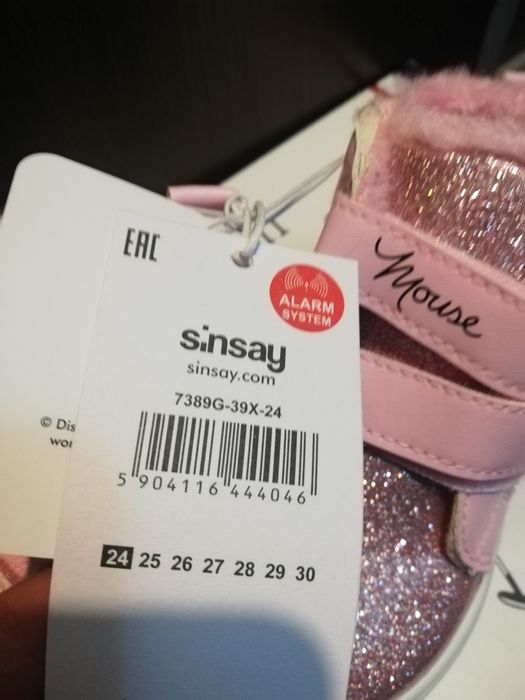 EAC
ALARM
SYSTEM
sinsay
sinsay.com
7389G-39X-24
5 904116 444046
24 25 26 27 28 29 30
© Dis
Mouse